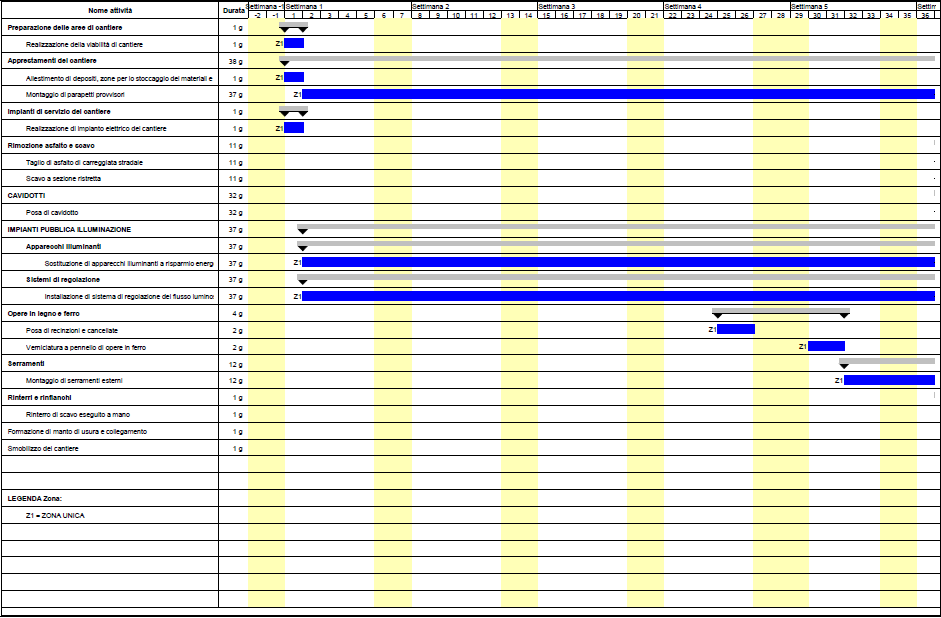 Nome attività Durata Settimana -1 Settimana 1 Settimana 2 Settimana 3 Settimana 4 Settimana 5 Settim
-2 -1 1 2 3 4 5 6 7 8 9 10 11 12 13 14 15 16 17 18 19 20 21 22 23 24 25 26 27 28 29 30 31 32 33 34 35 36
Preparazione delle aree di cantiere 1 g
Realizzazione della viabilità di cantiere 1 g Z1
Apprestamenti del cantiere 38 g
Allestimento di depositi, zone per lo stoccaggio dei materiali e 1 g Z1
Montaggio di parapetti provvisori 37 g Z1
Impianti di servizio del cantiere 1 g
Realizzazione di impianto elettrico del cantiere 1 g Z1
Rimozione asfalto e scavo 11 g
Taglio di asfalto di carreggiata stradale 11 g
Scavo a sezione ristretta 11 g
CAVIDOTTI 32 g
Posa di cavidotto 32 g
IMPIANTI PUBBLICA ILLUMINAZIONE 37 g
Apparecchi illuminanti 37 g
Sostituzione di apparecchi illuminanti a risparmio energ 37 g Z1
Sistemi di regolazione 37 g
Installazione di sistema di regolazione del flusso lumino 37 g Z1
Opere in legno e ferro 4 g
Posa di recinzioni e cancellate 2 g Z1
Verniciatura a pennello di opere in ferro 2 g Z1
Serramenti 12 g
Montaggio di serramenti esterni 12 g Z1
Rinterri e rinfianchi 1 g
Rinterro di scavo eseguito a mano 1 g
Formazione di manto di usura e collegamento 1 g
Smobilizzo del cantiere 1 g
LEGENDA Zona:
Z1 = ZONA UNICA